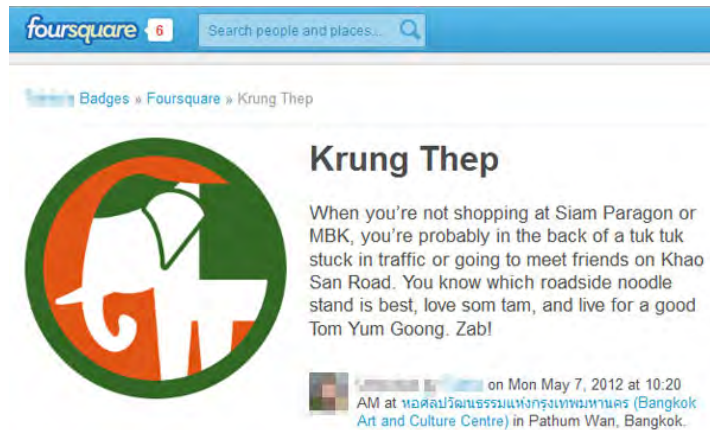 foursquare 6 Search people and places...
Badges » Foursquare » Krung Thep
Krung Thep
When you're not shopping at Siam Paragon or
MBK, you're probably in the back of a tuk tuk
stuck in traffic or going to meet friends on Khao
San Road. You know which roadside noodle
stand is best, love som tam, and live for a good
Tom Yum Goong. Zab!
on Mon May 7, 2012 at 10:20
AM at หอศิลปวัฒนธรรมแห่งกรุงเทพมหานคร (Bangkok
Art and Culture Centre) in Pathum Wan, Bangkok.